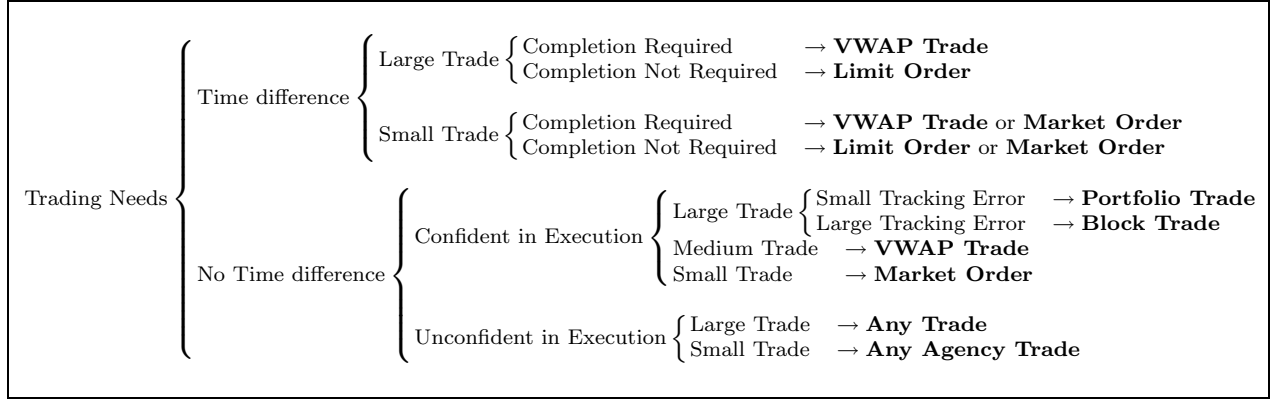 Large Trade Completion Required → VWAP Trade
Completion Not Required → Limit Order
Time difference
Small Trade Completion Required → VWAP Trade or Market Order
Completion Not Required → Limit Order or Market Order
Trading Needs
Large Trade Small Tracking Error → Portfolio Trade
Large Tracking Error → Block Trade
Confident in Execution
Medium Trade → VWAP Trade
Small Trade → Market Order
No Time difference
Unconfident in Execution
Large Trade → Any Trade
Small Trade → Any Agency Trade